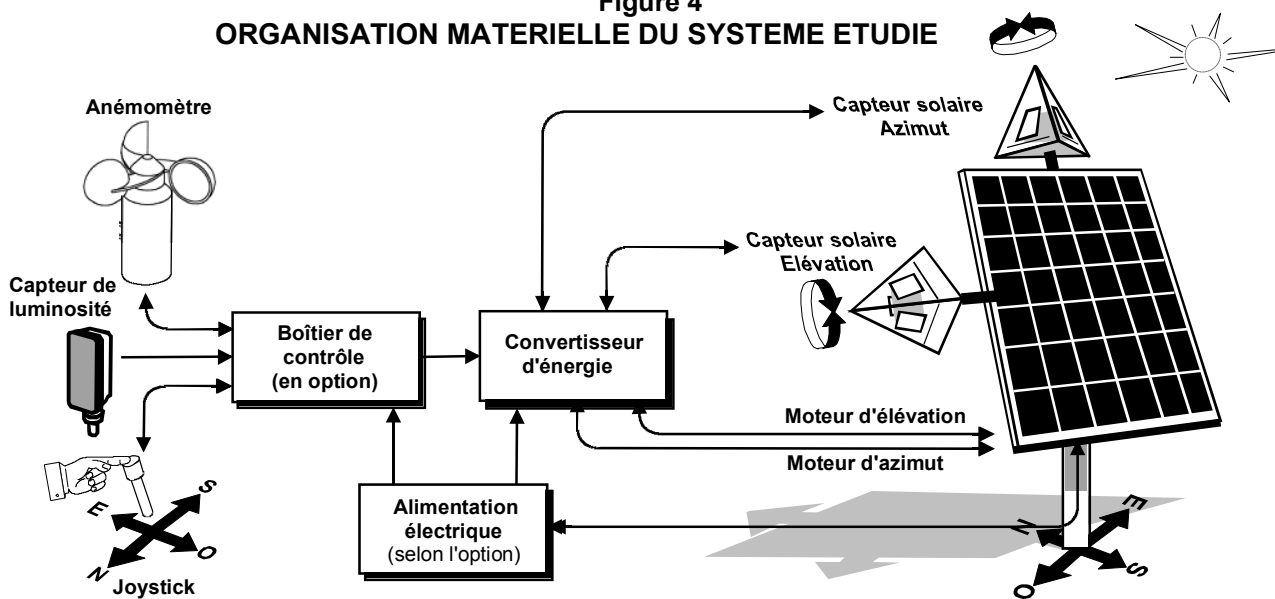 Figure 4
ORGANISATION MATERIELLE DU SYSTEME ETUDIE
Anémomètre
Capteur solaire
Azimut
Capteur solaire
Elévation
Capteur de
luminosité
Boîtier de
contrôle
(en option)
Convertisseur
d'énergie
Moteur d'élévation
Moteur d'azimut
Alimentation
électrique
(selon l'option)
S
E
O
N
Joystick
E
N
S
O